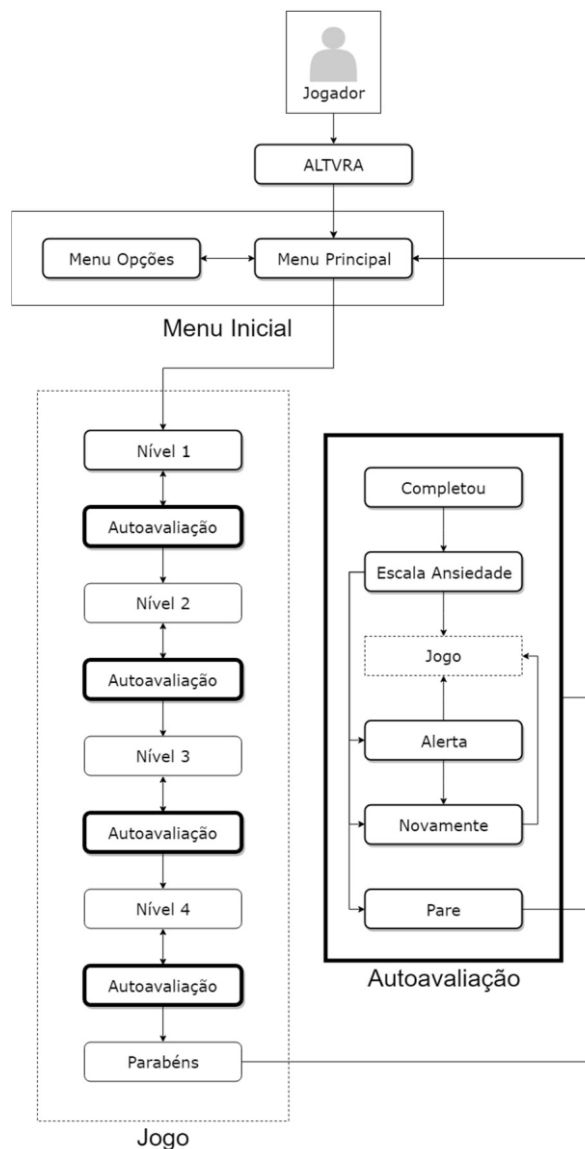 Jogador
ALTVRA
Menu Opções
Menu Principal
Menu Inicial
Nível 1
Autoavaliação
Nível 2
Autoavaliação
Nível 3
Autoavaliação
Nível 4
Autoavaliação
Parabéns
Jogo
Completou
Escala Ansiedade
Jogo
Alerta
Novamente
Pare
Autoavaliação